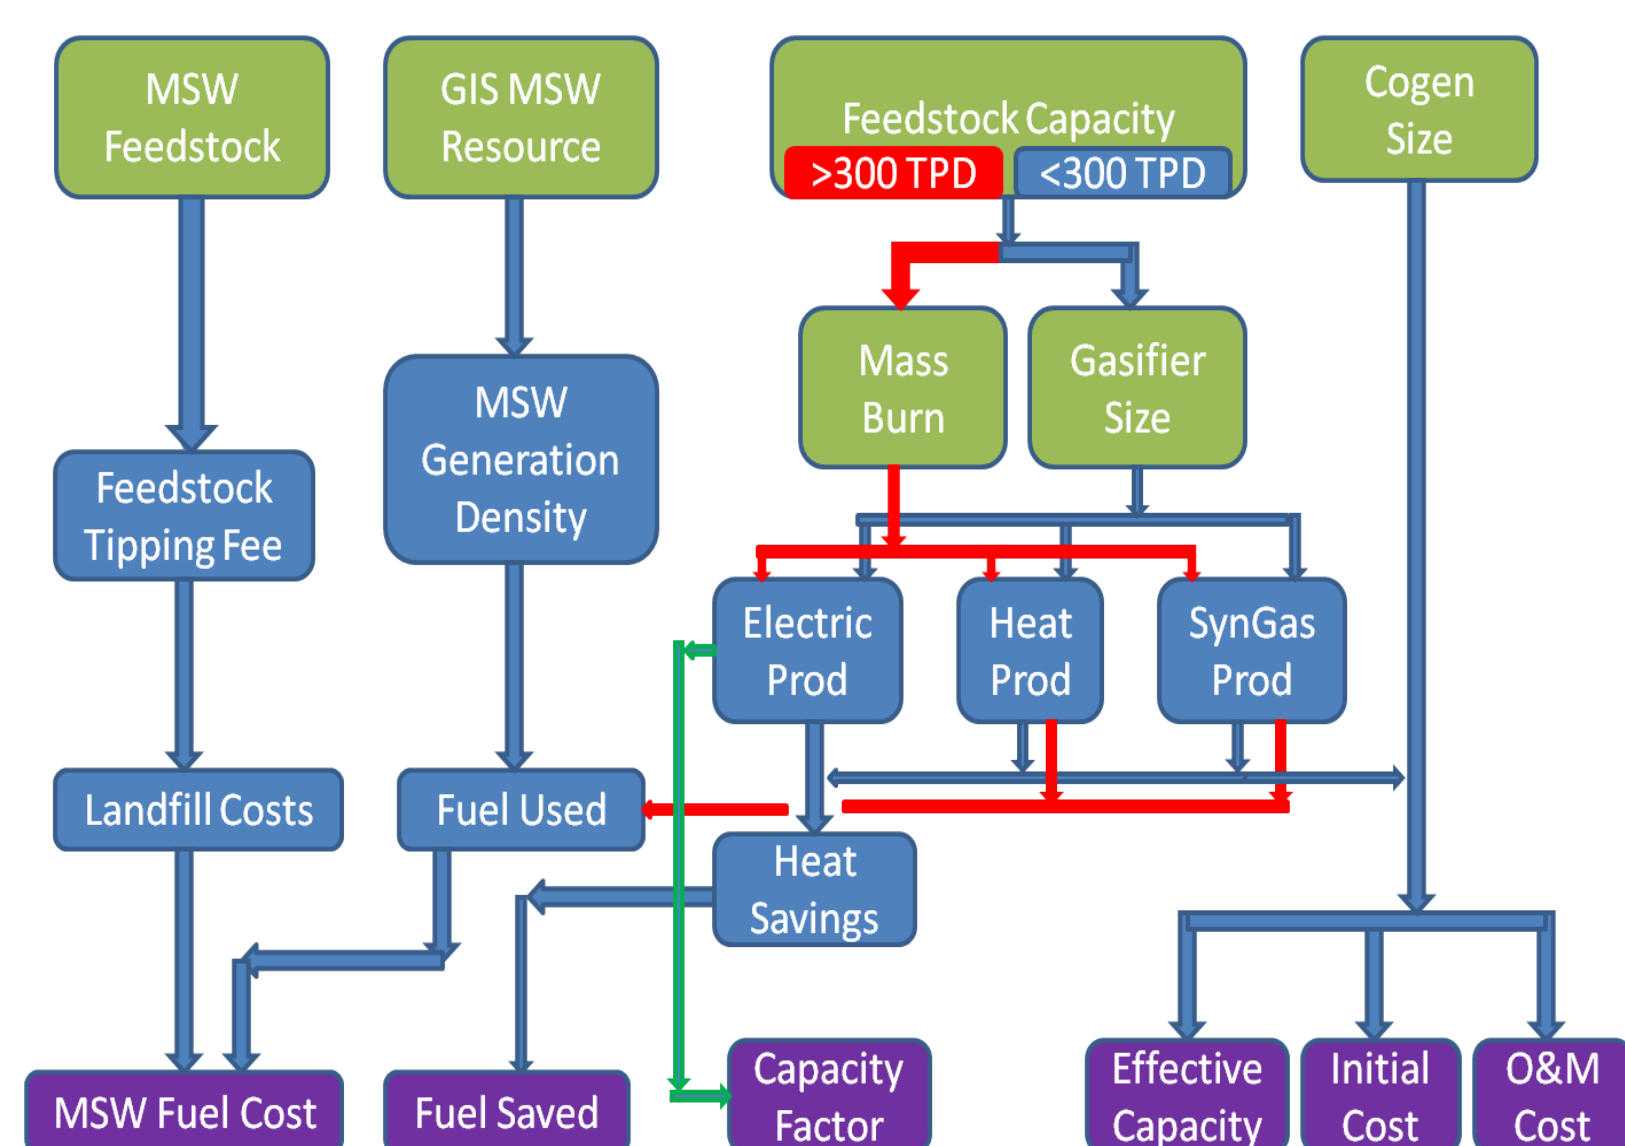 MSW
Feedstock
GIS MSW
Resource
Feedstock Capacity
>300 TPD
<300 TPD
Cogen
Size
Mass
Burn
Gasifier
Size
MSW
Generation
Density
Feedstock
Tipping Fee
Electric
Prod
Heat
Prod
SynGas
Prod
Landfill Costs
Fuel Used
Heat
Savings
MSW Fuel Cost
Fuel Saved
Capacity
Factor
Effective
Capacity
Initial
Cost
O&M
Cost